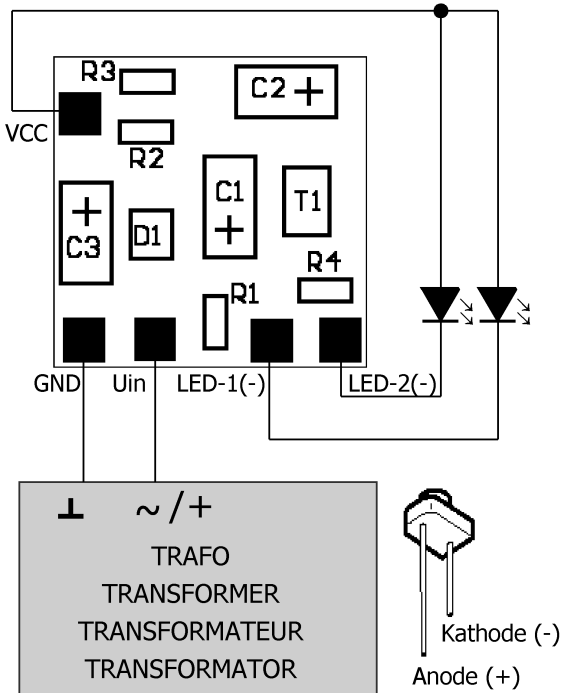 R3
C2 +
VCC
R2
C1
+
T1
+
C3
D1
R4
R1
GND
Uin
LED-1(-)
LED-2(-)
⊥
~/+
TRAFO
TRANSFORMER
TRANSFORMATEUR
TRANSFORMATOR
Kathode (-)
Anode (+)